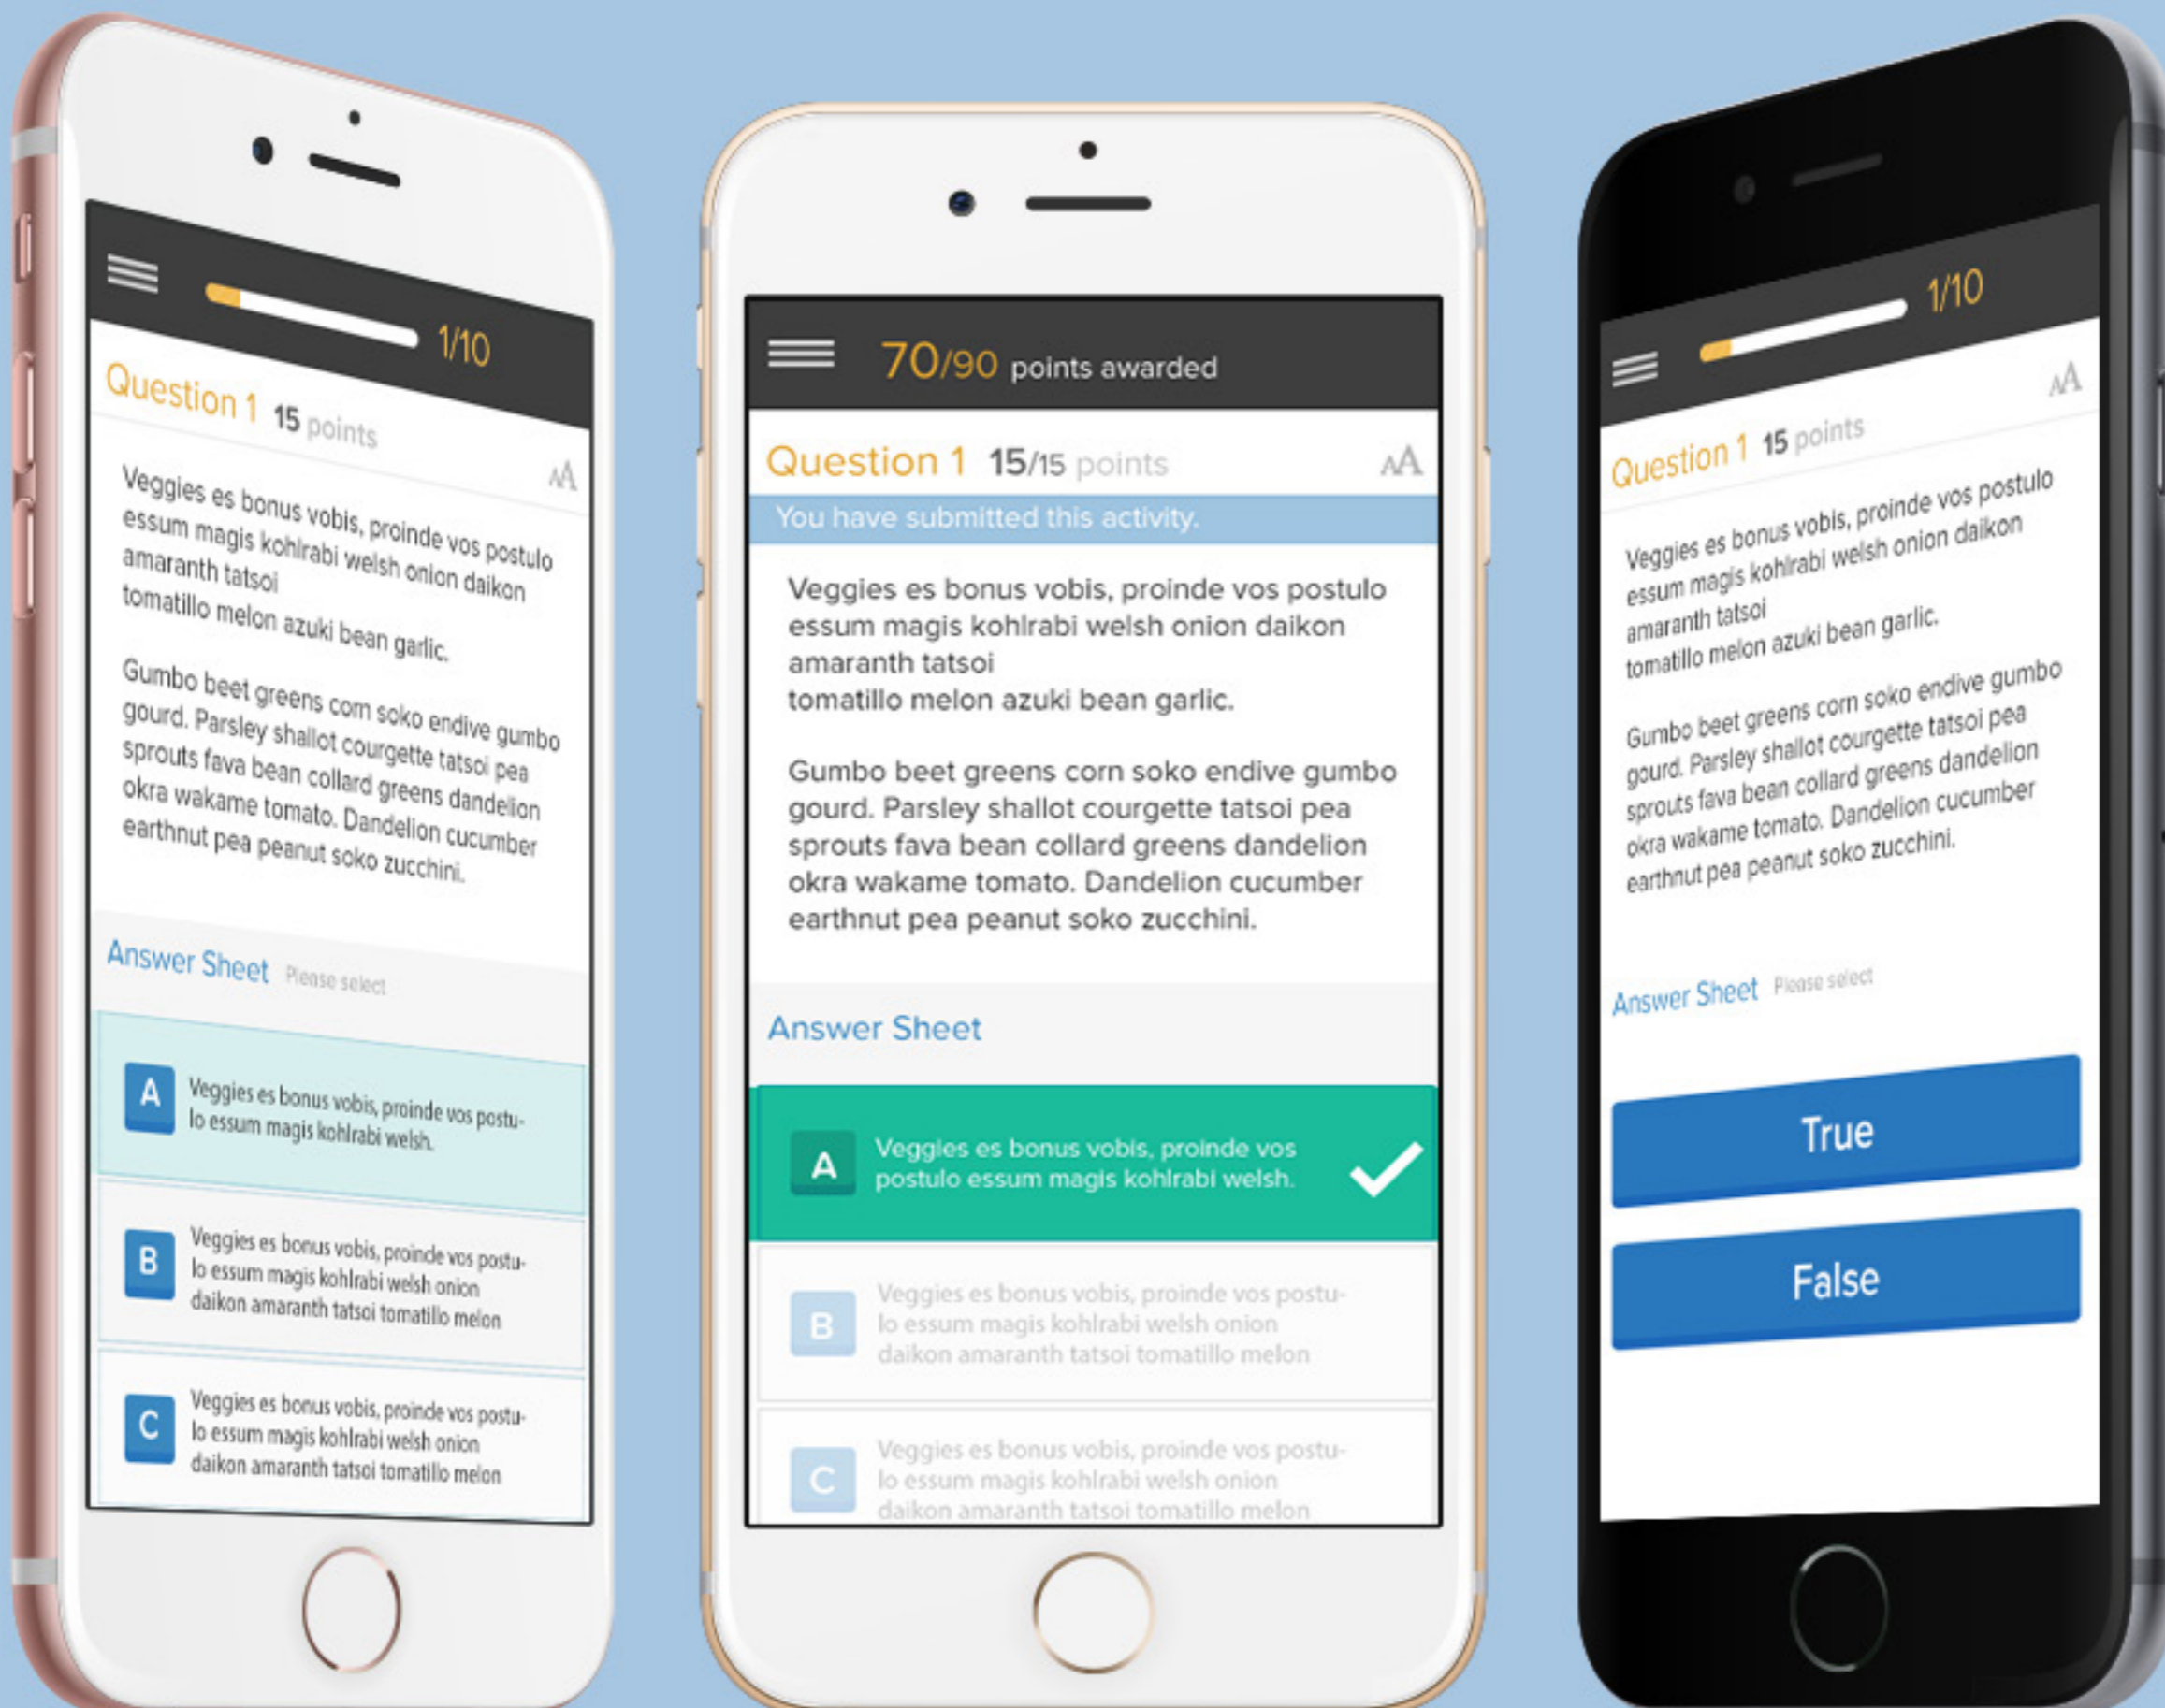 1/10
Question 1 15 points
AA
Veggies es bonus vobis, proinde vos postulo
essum magis kohlrabi welsh onion daikon
amaranth tatsoi
tomatillo melon azuki bean garlic.
Gumbo beet greens corn soko endive gumbo
gourd. Parsley shallot courgette tatsoi pea
sprouts fava bean collard greens dandelion
okra wakame tomato. Dandelion cucumber
earthnut pea peanut soko zucchini.
Answer Sheet Please select
A
Veggies es bonus vobis, proinde vos postu-
lo essum magis kohlrabi welsh.
B
Veggies es bonus vobis, proinde vos postu-
lo essum magis kohlrabi welsh onion
daikon amaranth tatsoi tomatillo melon
C
Veggies es bonus vobis, proinde vos postu-
lo essum magis kohlrabi welsh onion
daikon amaranth tatsoi tomatillo melon
70/90 points awarded
Question 1 15/15 points
AA
You have submitted this activity.
Veggies es bonus vobis, proinde vos postulo
essum magis kohlrabi welsh onion daikon
amaranth tatsoi
tomatillo melon azuki bean garlic.
Gumbo beet greens corn soko endive gumbo
gourd. Parsley shallot courgette tatsoi pea
sprouts fava bean collard greens dandelion
okra wakame tomato. Dandelion cucumber
earthnut pea peanut soko zucchini.
Answer Sheet
A
Veggies es bonus vobis, proinde vos
postulo essum magis kohlrabi welsh.
B
Veggies es bonus vobis, proinde vos postu-
lo essum magis kohlrabi welsh onion
daikon amaranth tatsoi tomatillo melon
C
Veggies es bonus vobis, proinde vos postu-
lo essum magis kohlrabi welsh onion
daikon amaranth tatsoi tomatillo melon
1/10
Question 1 15 points
AA
Veggies es bonus vobis, proinde vos postulo
essum magis kohlrabi welsh onion daikon
amaranth tatsoi
tomatillo melon azuki bean garlic.
Gumbo beet greens corn soko endive gumbo
gourd. Parsley shallot courgette tatsoi pea
sprouts fava bean collard greens dandelion
okra wakame tomato. Dandelion cucumber
earthnut pea peanut soko zucchini.
Answer Sheet Please select
True
False